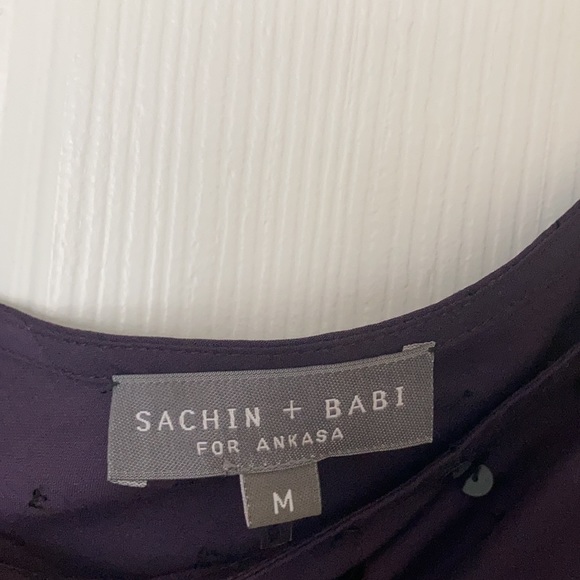 SACHIN + BABI
FOR ANKASA
M